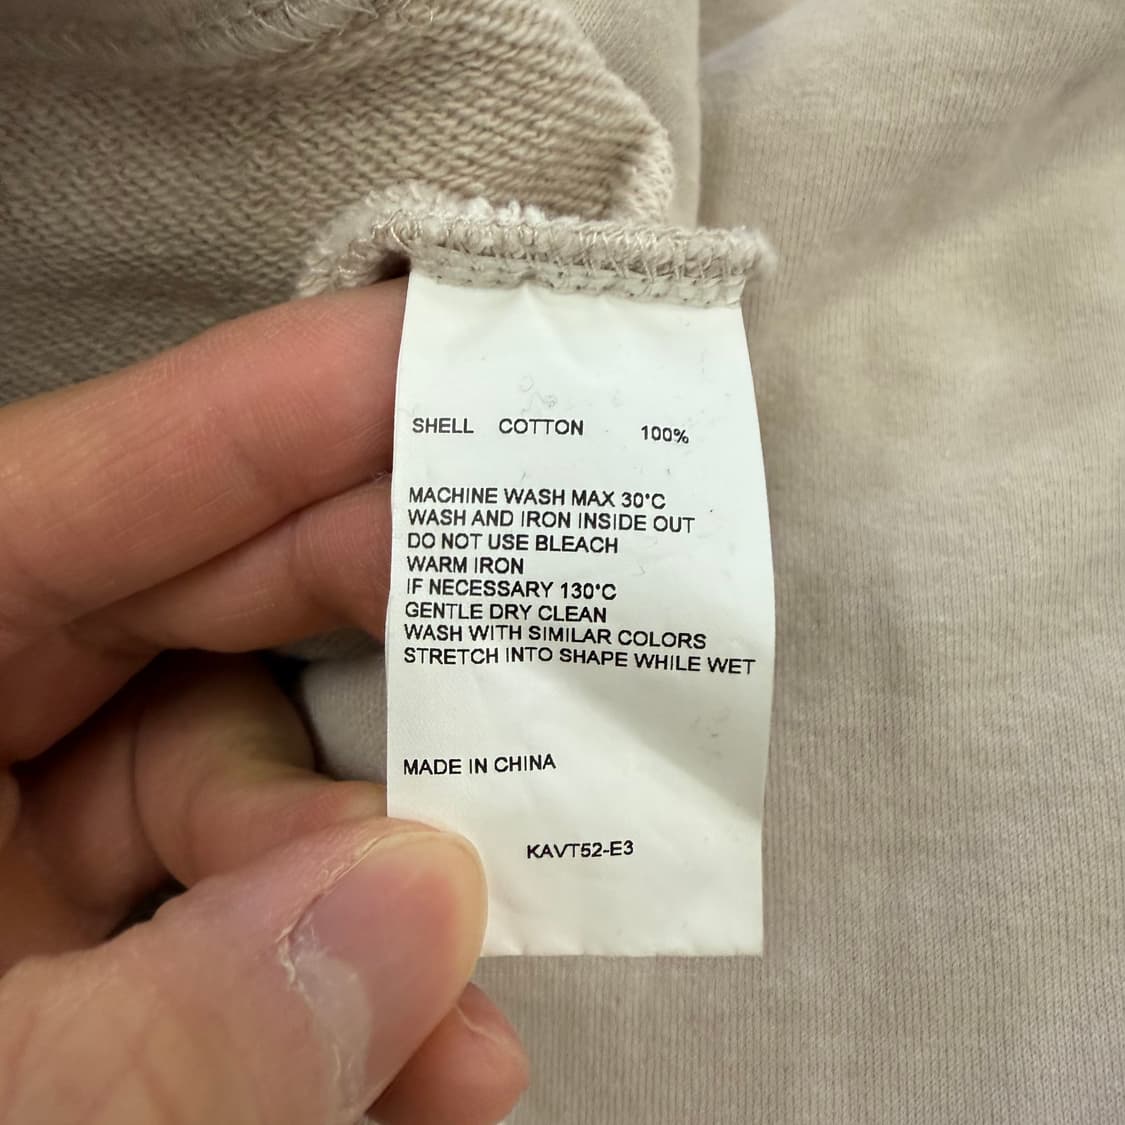 SHELL COTTON 100%
MACHINE WASH MAX 30°C
WASH AND IRON INSIDE OUT
DO NOT USE BLEACH
WARM IRON
IF NECESSARY 130°C
GENTLE DRY CLEAN
WASH WITH SIMILAR COLORS
STRETCH INTO SHAPE WHILE WET
MADE IN CHINA
KAVT52-E3